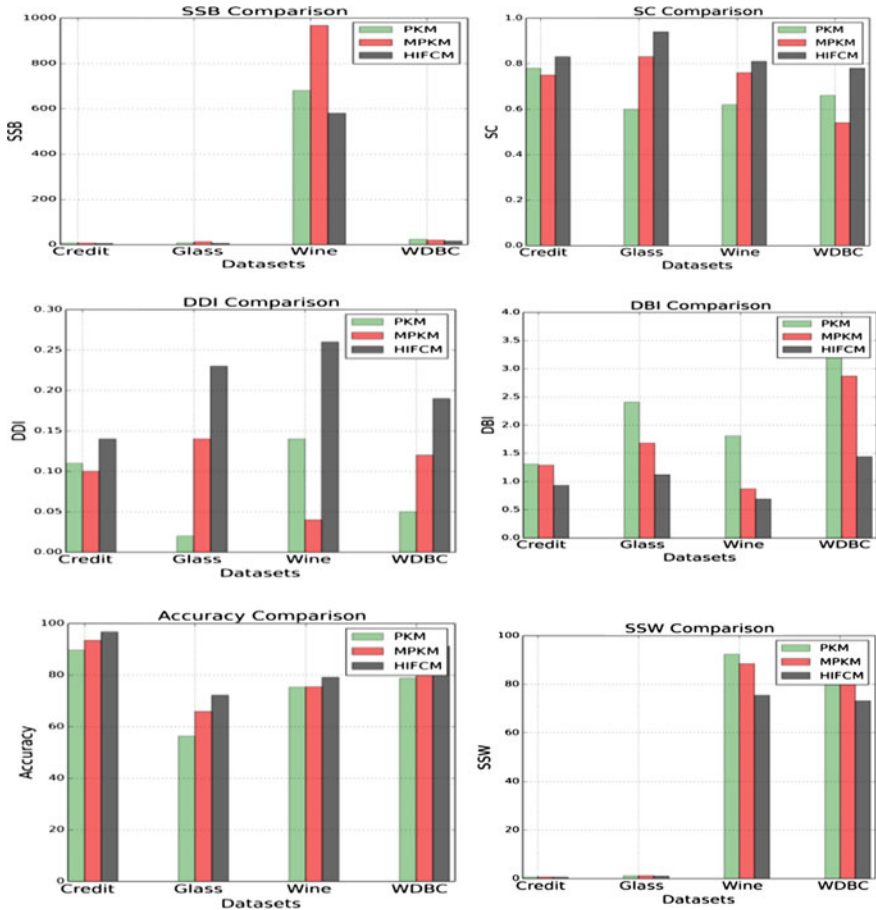 SSB Comparison
1000
800
600
400
200
0
SSB
PKM
MPKM
HIFCM
Credit Glass Wine WDBC
Datasets
SC Comparison
1.0
0.8
0.6
0.4
0.2
0.0
SC
PKM
MPKM
HIFCM
Credit Glass Wine WDBC
Datasets
DDI Comparison
0.30
0.25
0.20
0.15
0.10
0.05
0.00
DDI
PKM
MPKM
HIFCM
Credit Glass Wine WDBC
Datasets
DBI Comparison
4.0
3.5
3.0
2.5
2.0
1.5
1.0
0.5
0.0
DBI
PKM
MPKM
HIFCM
Credit Glass Wine WDBC
Datasets
Accuracy Comparison
100
80
60
40
20
0
Accuracy
PKM
MPKM
HIFCM
Credit Glass Wine WDBC
Datasets
SSW Comparison
100
80
60
40
20
0
SSW
PKM
MPKM
HIFCM
Credit Glass Wine WDBC
Datasets